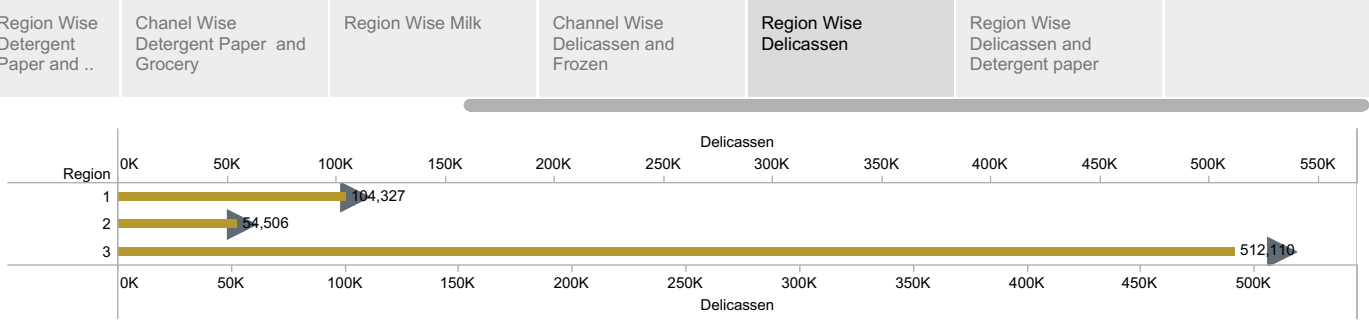 Region Wise
Detergent
Paper and ..
Chanel Wise
Detergent Paper and
Grocery
Region Wise Milk
Channel Wise
Delicassen and
Frozen
Region Wise
Delicassen
Region Wise
Delicassen and
Detergent paper
Delicassen
0K 50K 100K 150K 200K 250K 300K 350K 400K 450K 500K 550K
Region
1 104,327
2 54,506
3 512,110
0K 50K 100K 150K 200K 250K 300K 350K 400K 450K 500K
Delicassen